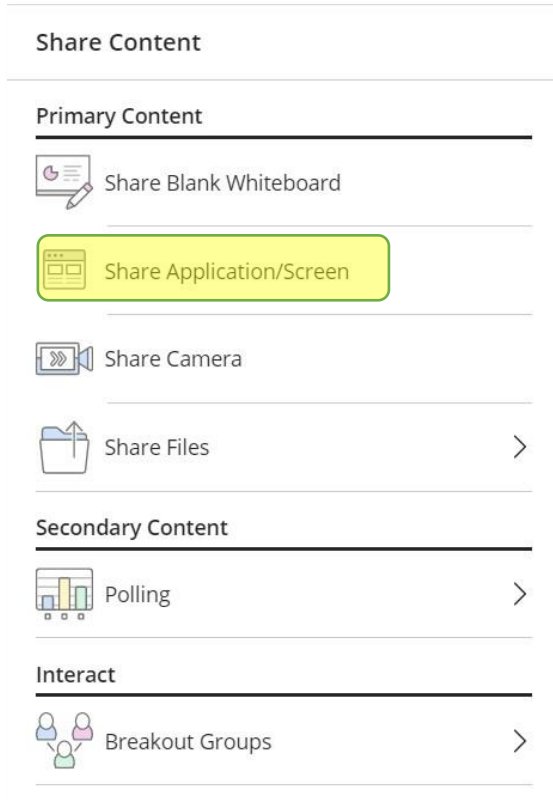 Share Content
Primary Content
Share Blank Whiteboard
Share Application/Screen
Share Camera
Share Files
Secondary Content
Polling
Interact
Breakout Groups